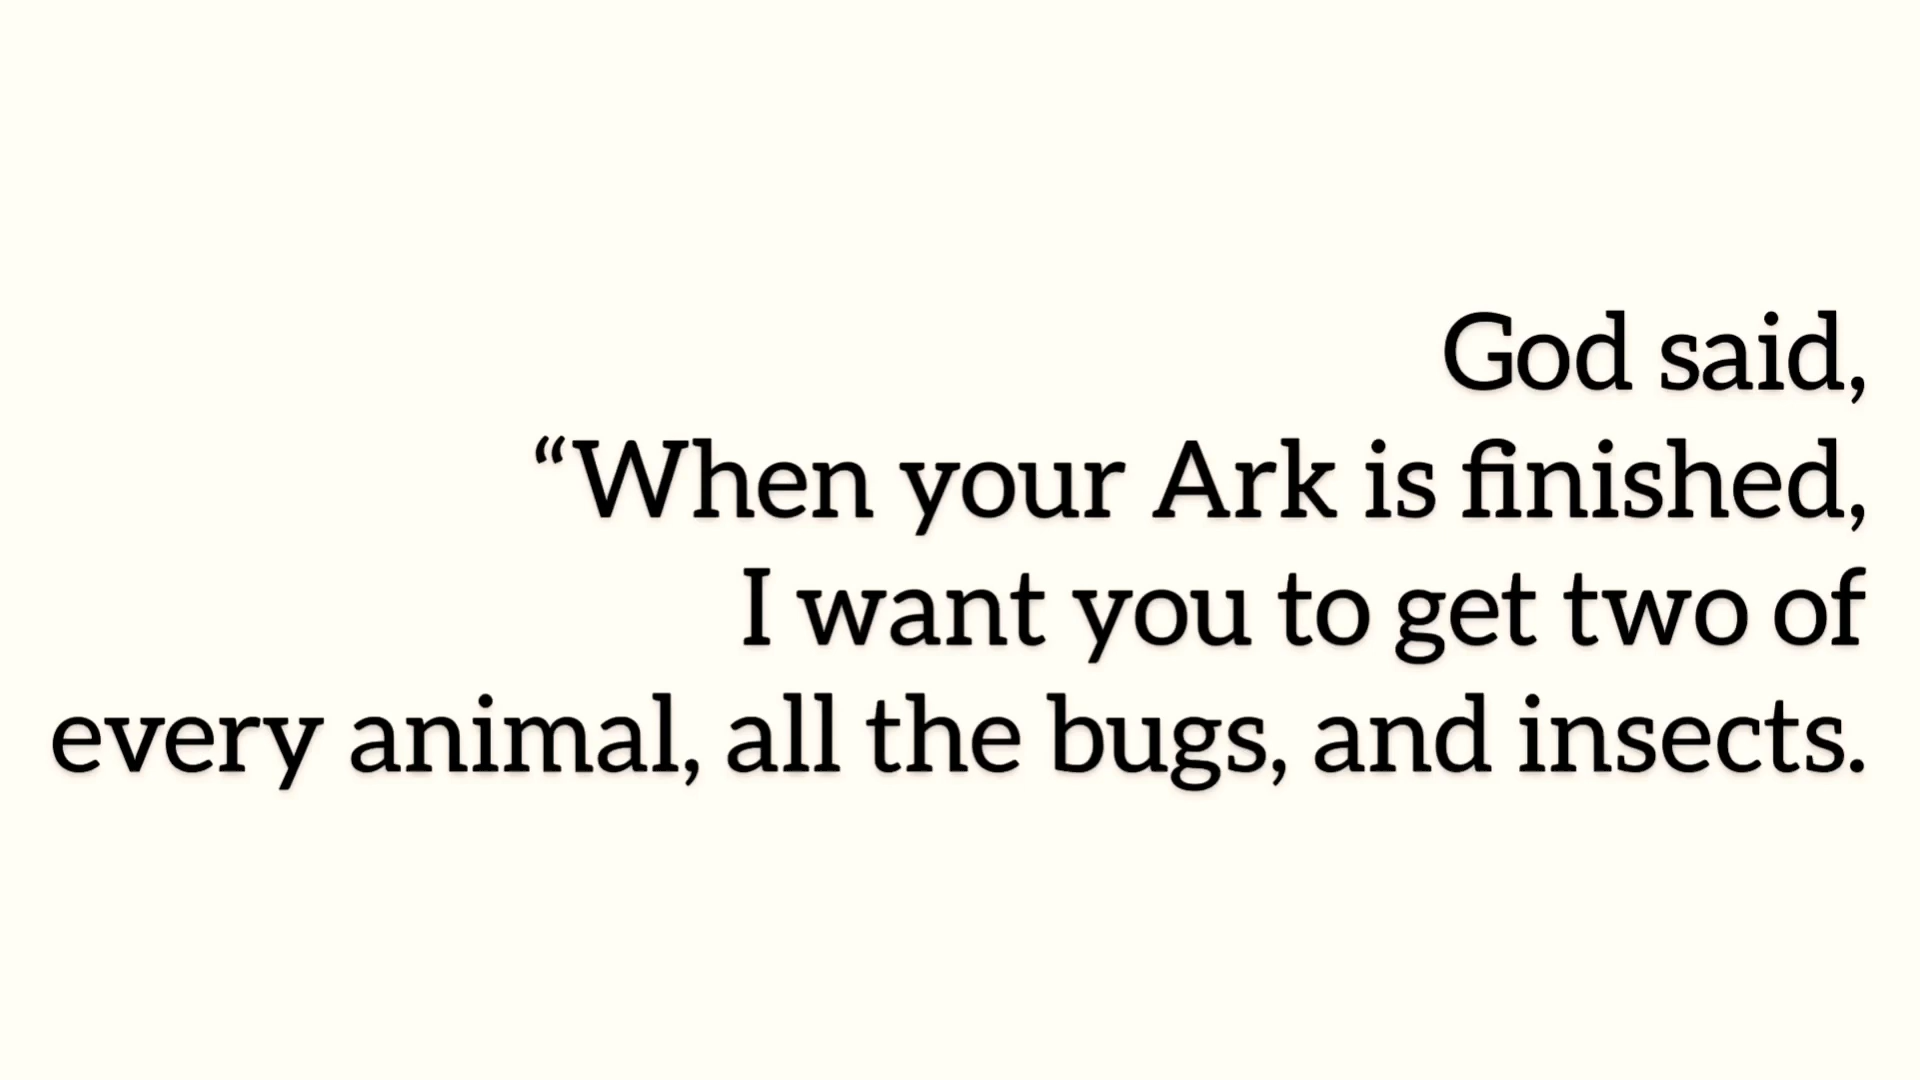 God said,
“When your Ark is finished,
I want you to get two of
every animal, all the bugs, and insects.